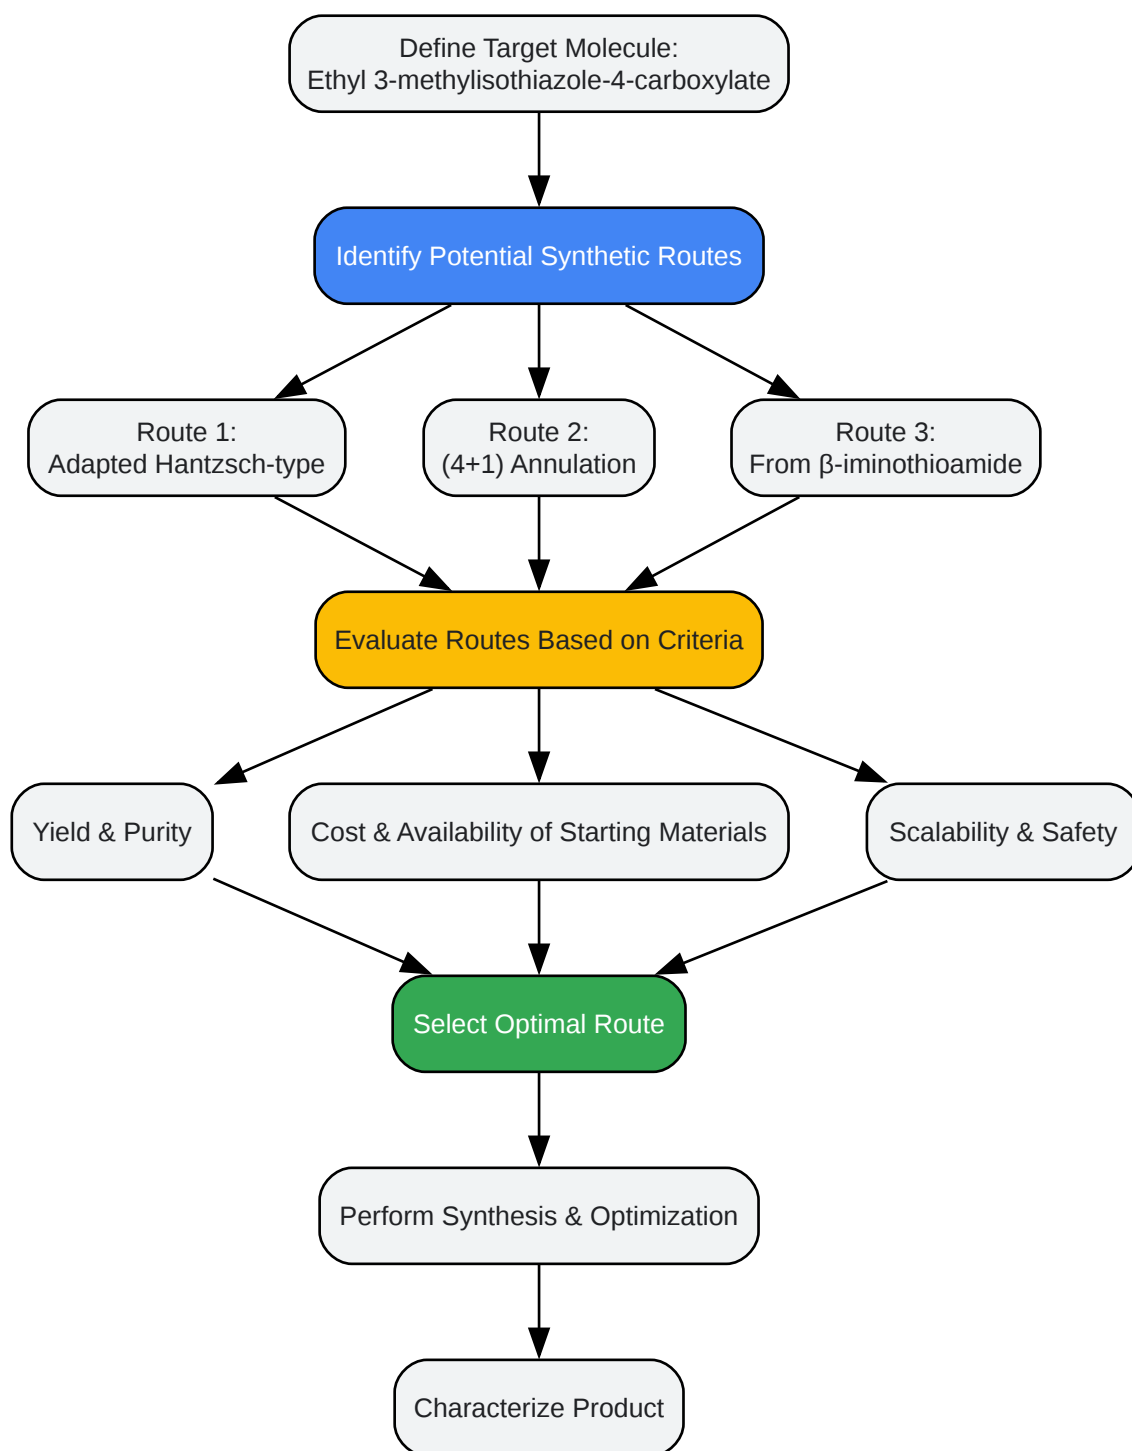 Define Target Molecule:
Ethyl 3-methylisothiazole-4-carboxylate
Identify Potential Synthetic Routes
Route 1:
Adapted Hantzsch-type
Route 2:
(4+1) Annulation
Route 3:
From β-iminothioamide
Evaluate Routes Based on Criteria
Yield & Purity
Cost & Availability of Starting Materials
Scalability & Safety
Select Optimal Route
Perform Synthesis & Optimization
Characterize Product